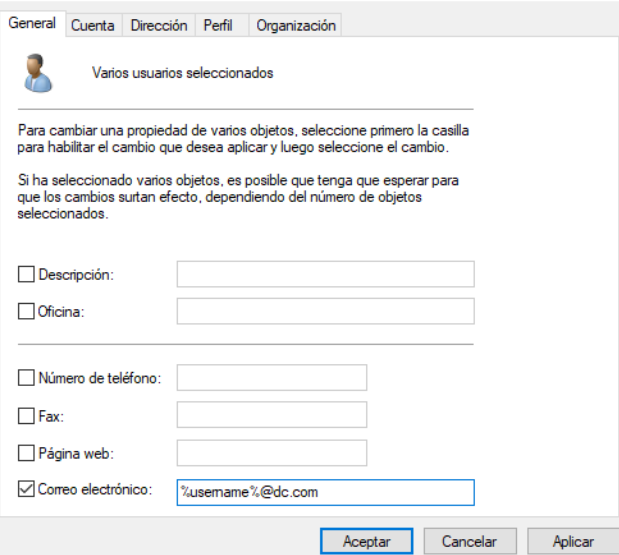 General Cuenta Dirección Perfil Organización
Varios usuarios seleccionados
Para cambiar una propiedad de varios objetos, seleccione primero la casilla
para habilitar el cambio que desea aplicar y luego seleccione el cambio.
Si ha seleccionado varios objetos, es posible que tenga que esperar para
que los cambios surtan efecto, dependiendo del número de objetos
seleccionados.
Descripción:
Oficina:
Número de teléfono:
Fax:
Página web:
Correo electrónico: %username%@dc.com
Aceptar Cancelar Aplicar